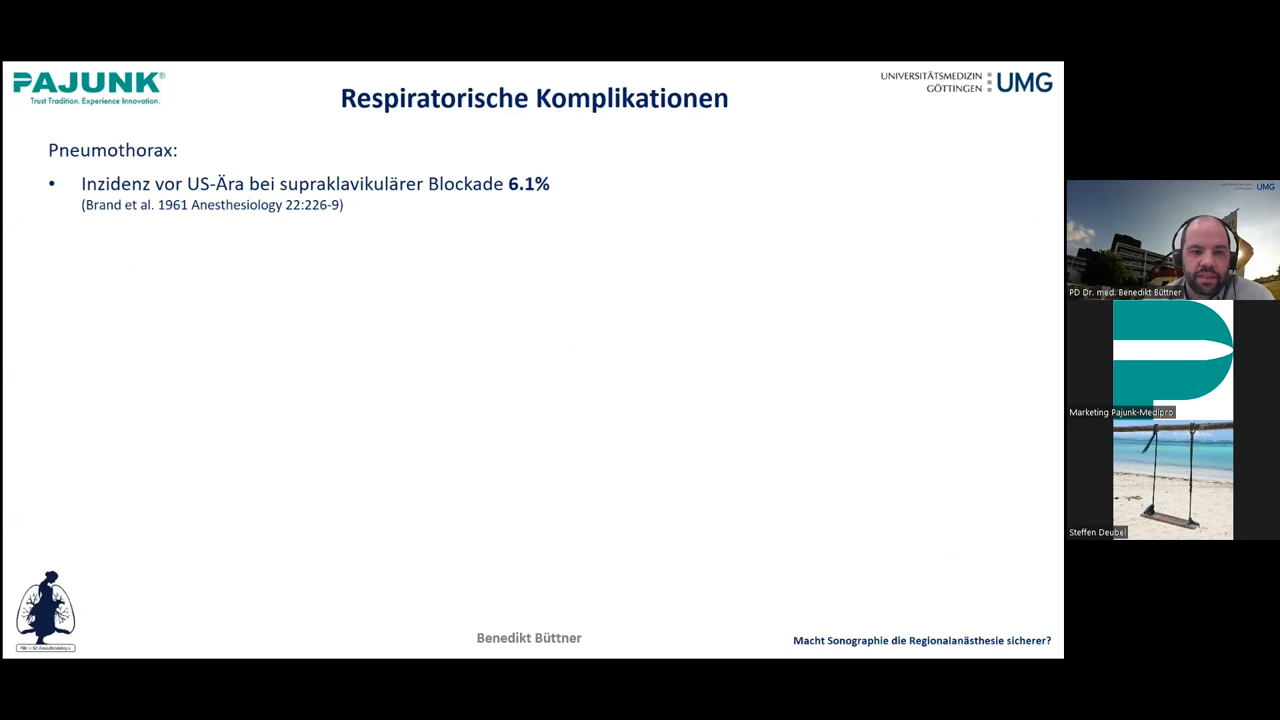 PAJUNK®
Trust Tradition. Experience Innovation.
Respiratorische Komplikationen
UNIVERSITÄTSMEDIZIN
GÖTTINGEN
UMG
Pneumothorax:
• Inzidenz vor US-Ära bei supraklavikulärer Blockade 6.1%
(Brand et al. 1961 Anesthesiology 22:226-9)
Benedikt Büttner
Macht Sonographie die Regionalanästhesie sicherer?
UMG
PD Dr. med. Benedikt Büttner
Marketing Pajunk-Medipro
Steffen Deubel